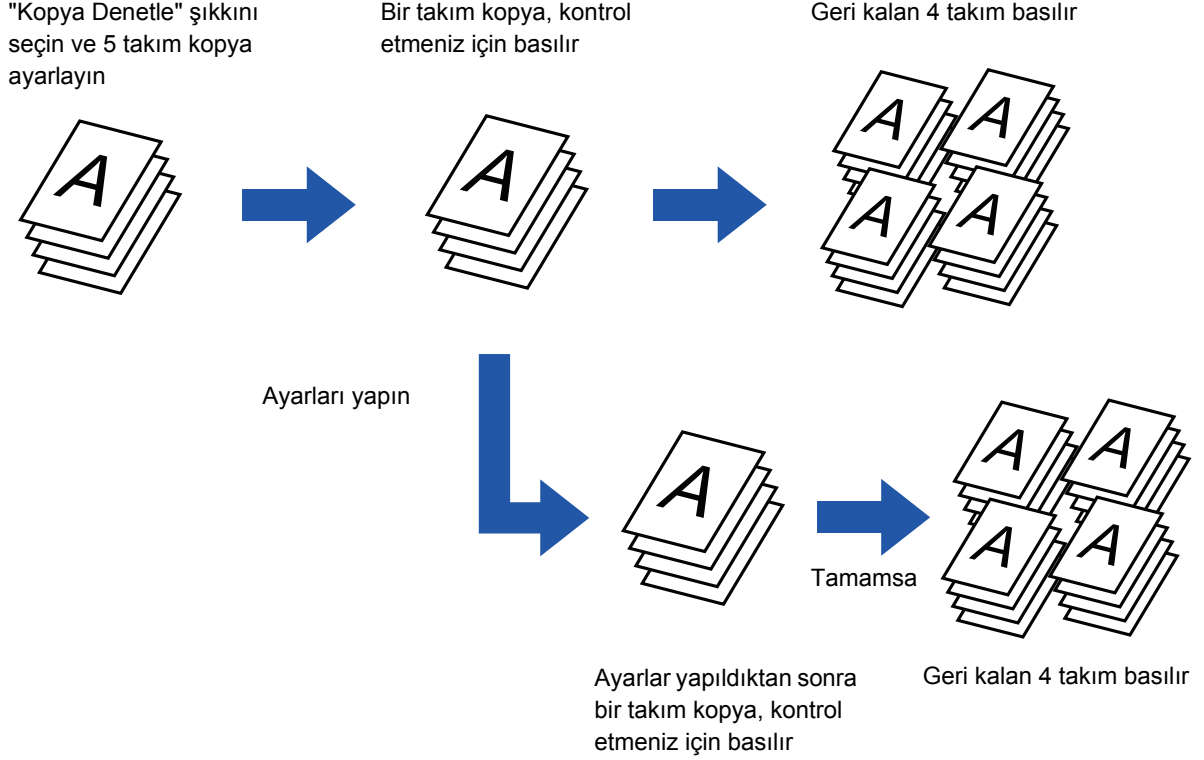 "Kopya Denetle" şıkkını
seçin ve 5 takım kopya
ayarlayın
Bir takım kopya, kontrol
etmeniz için basılır
Geri kalan 4 takım basılır
A
A
A
A
A
A
Ayarları yapın
A
A
A
A
A
Tamamsa
Ayarlar yapıldıktan sonra
bir takım kopya, kontrol
etmeniz için basılır
Geri kalan 4 takım basılır